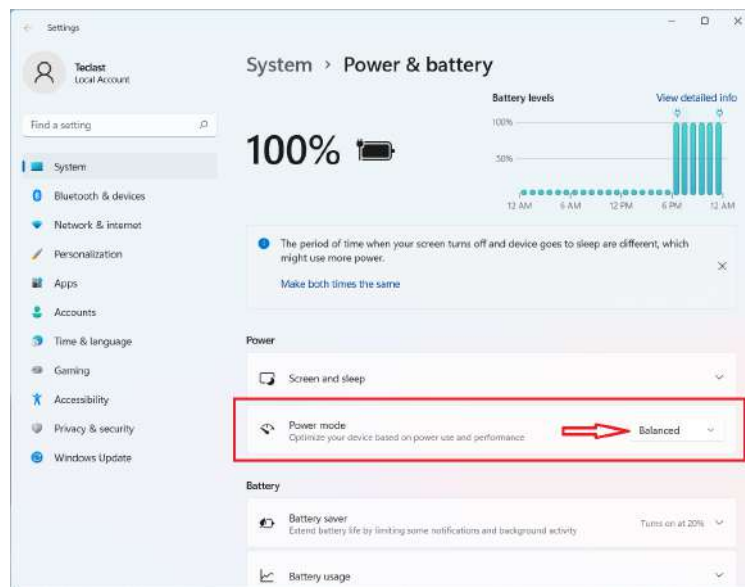 Settings
Teclast
Local Account
Find a setting
System
Bluetooth & devices
Network & internet
Personalization
Apps
Accounts
Time & language
Gaming
Accessibility
Privacy & security
Windows Update
System > Power & battery
100%
Battery levels
View detailed info
100%
50%
12 AM 6 AM 12 PM 6 PM 12 AM
The period of time when your screen turns off and device goes to sleep are different, which
might use more power.
Make both times the same
Power
Screen and sleep
Power mode
Optimize your device based on power use and performance
Balanced
Battery
Battery saver
Extend battery life by limiting some notifications and background activity
Turns on at 20%
Battery usage